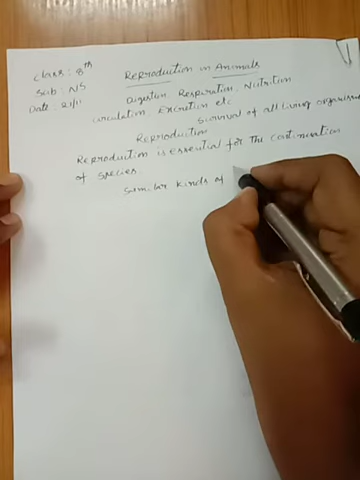 Class: 8th
Sub: NS
Date: 21/11
Reproduction in Animals
Digestion, Respiration, Nutrition
Circulation, Excretion etc
Survival of all living organisms
Reproduction
Reproduction is essential for the continuation
of species.
Similar kinds of